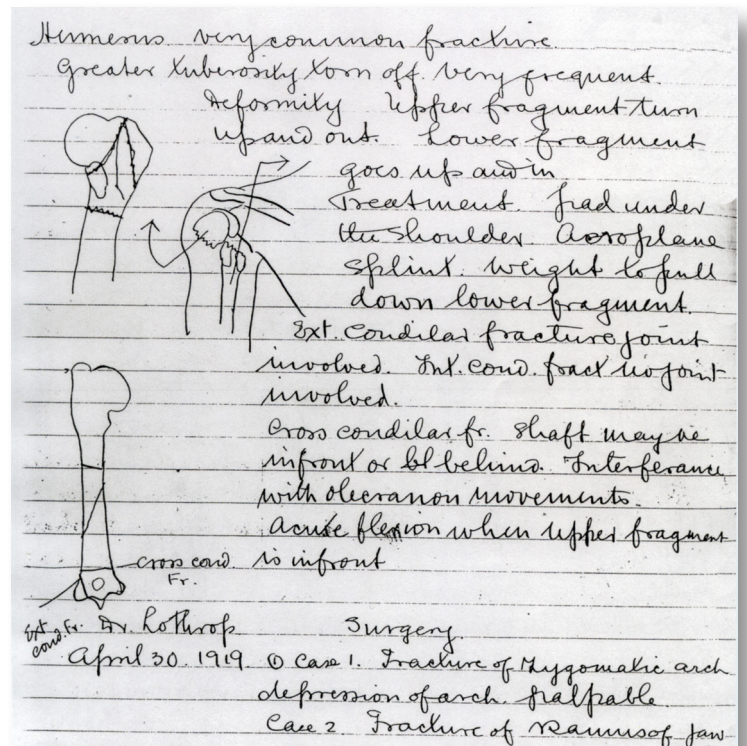 Humerus very common fracture.
Greater tuberosity torn off. very frequent.
Deformity Upper fragment turn
up and out. Lower fragment
goes up and in
Treatment. pad under
the shoulder. Aeroplane
splint. weight to pull
down lower fragment.
Ext. Condilar fracture joint
involved. Int. cond. fract no joint
involved.
Cross condilar fr. shaft may be
infront or bl behind. Interferance
with olecranon movements.
Acute flexion when upper fragment
is infront
cross cond.
Fr.
Ext
cond. Fr.
Dr. Lothrop Surgery.
April 30. 1919 ① Case 1. Fracture of Zygomatic arch
depression of arch palpable.
Case 2 Fracture of Ramus of jaw